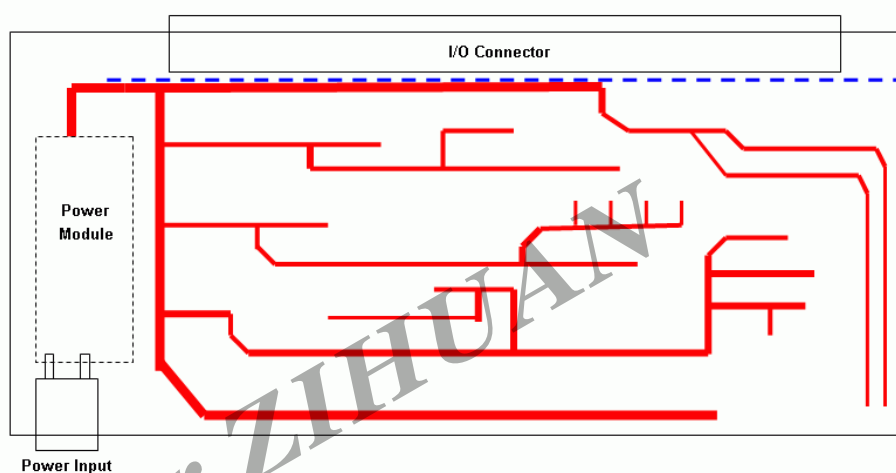 I/O Connector
Power
Module
ZIHUAN
Power Input